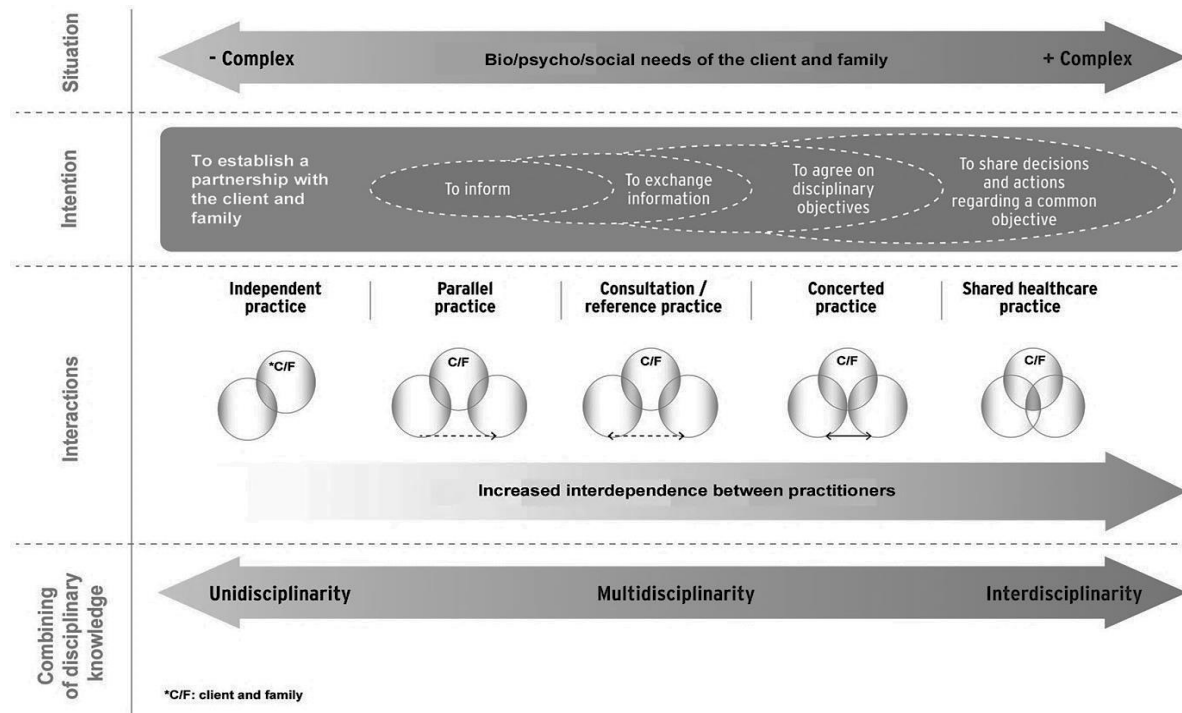 Situation
- Complex
Bio/psycho/social needs of the client and family
+ Complex
Intention
To establish a
partnership with
the client and
family
To inform
To exchange
information
To agree on
disciplinary
objectives
To share decisions
and actions
regarding a common
objective
Interactions
Independent
practice
Parallel
practice
Consultation /
reference practice
Concerted
practice
Shared healthcare
practice
*C/F
C/F
C/F
C/F
C/F
Increased interdependence between practitioners
Combining
of disciplinary
knowledge
Unidisciplinarity
Multidisciplinarity
Interdisciplinarity
*C/F: client and family